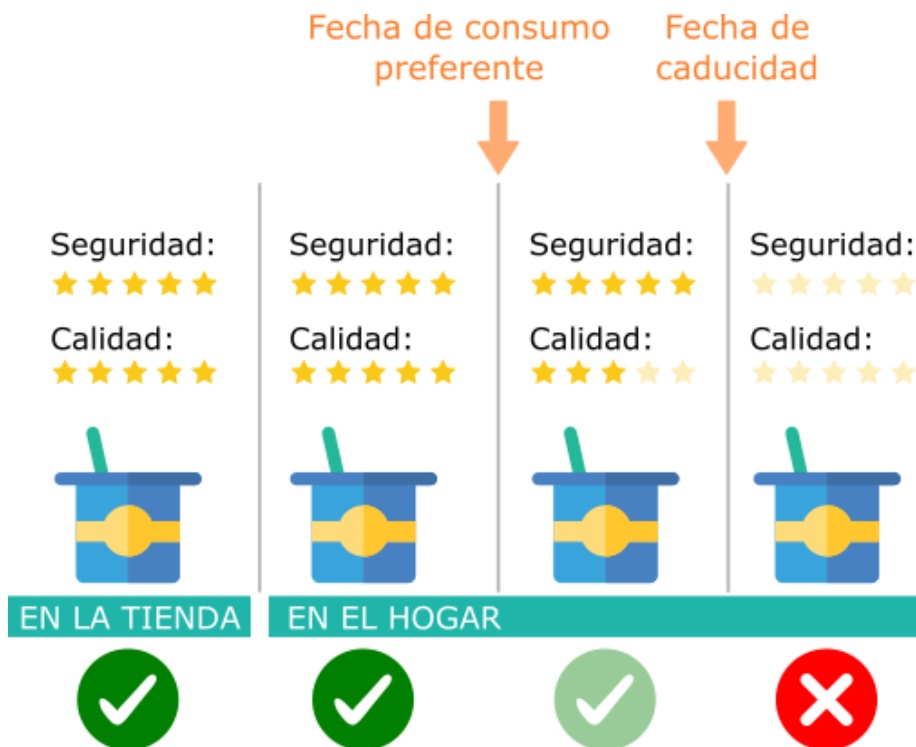 Fecha de consumo
preferente
Fecha de
caducidad
Seguridad:
Calidad:
Seguridad:
Calidad:
Seguridad:
Calidad:
Seguridad:
Calidad:
EN LA TIENDA
EN EL HOGAR